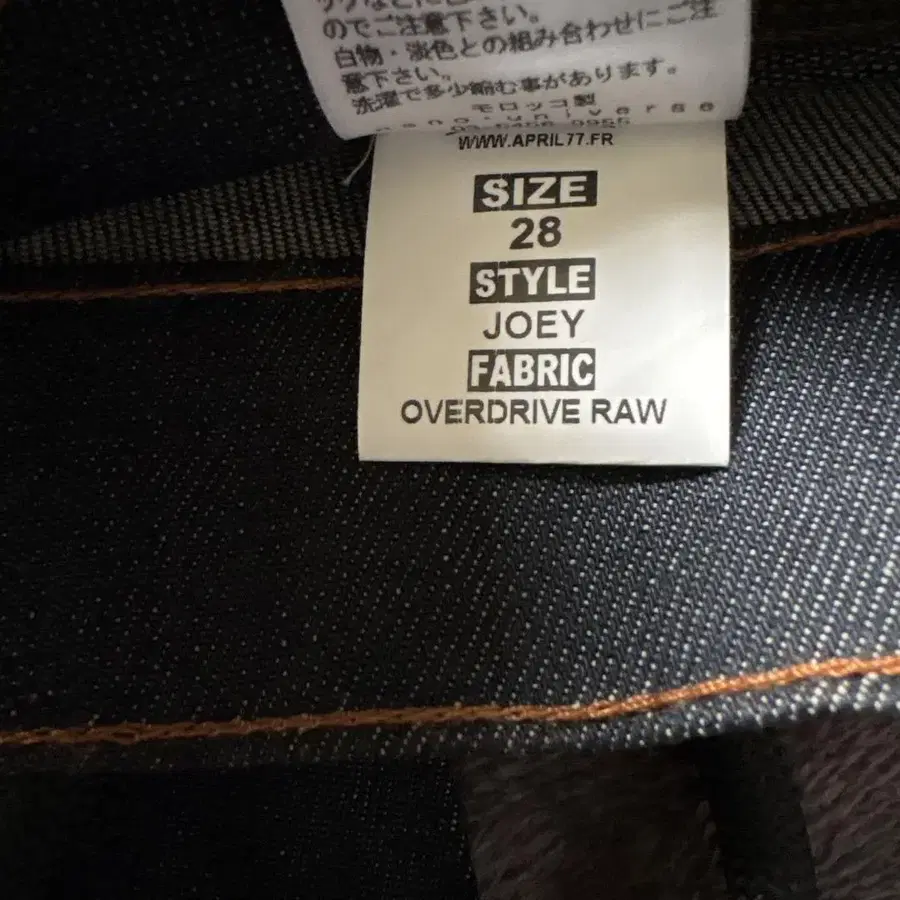 のでご注意下さい。
白物・淡色との組み合わせにご注
意下さい。
洗濯で多少縮む事があります。
モロッコ製
nano・universe
WWW.APRIL77.FR
SIZE
28
STYLE
JOEY
FABRIC
OVERDRIVE RAW